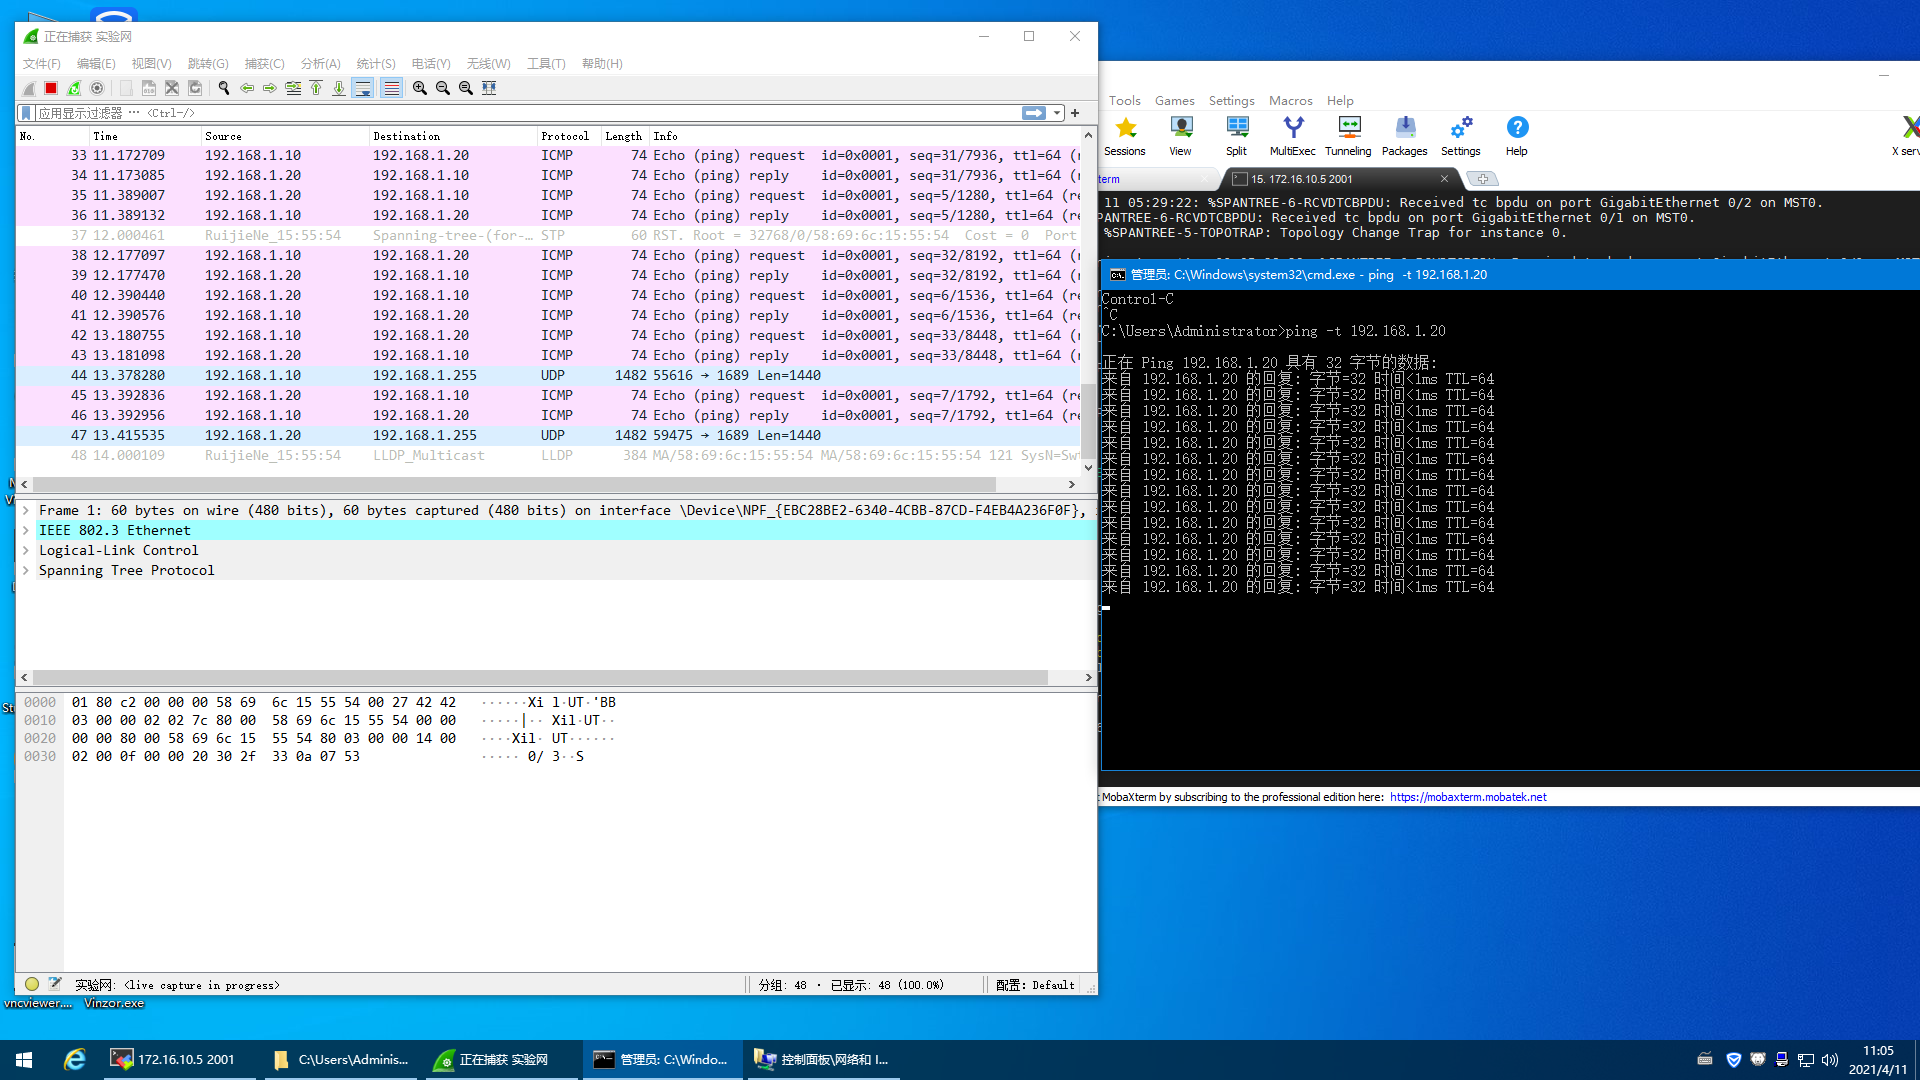 正在捕获 实验网
文件(F) 编辑(E) 视图(V) 跳转(G) 捕获(C) 分析(A) 统计(S) 电话(Y) 无线(W) 工具(T) 帮助(H)
应用显示过滤器 … <Ctrl-/>
No. Time Source Destination Protocol Length Info
33 11.172709 192.168.1.10 192.168.1.20 ICMP 74 Echo (ping) request id=0x0001, seq=31/7936, ttl=64 (r
34 11.173085 192.168.1.20 192.168.1.10 ICMP 74 Echo (ping) reply id=0x0001, seq=31/7936, ttl=64 (r
35 11.389007 192.168.1.20 192.168.1.10 ICMP 74 Echo (ping) request id=0x0001, seq=5/1280, ttl=64 (re
36 11.389132 192.168.1.10 192.168.1.20 ICMP 74 Echo (ping) reply id=0x0001, seq=5/1280, ttl=64 (re
37 12.000461 RuijieNe_15:55:54 Spanning-tree-(for-… STP 60 RST. Root = 32768/0/58:69:6c:15:55:54 Cost = 0 Port
38 12.177097 192.168.1.10 192.168.1.20 ICMP 74 Echo (ping) request id=0x0001, seq=32/8192, ttl=64 (r
39 12.177470 192.168.1.20 192.168.1.10 ICMP 74 Echo (ping) reply id=0x0001, seq=32/8192, ttl=64 (r
40 12.390440 192.168.1.20 192.168.1.10 ICMP 74 Echo (ping) request id=0x0001, seq=6/1536, ttl=64 (re
41 12.390576 192.168.1.10 192.168.1.20 ICMP 74 Echo (ping) reply id=0x0001, seq=6/1536, ttl=64 (re
42 13.180755 192.168.1.10 192.168.1.20 ICMP 74 Echo (ping) request id=0x0001, seq=33/8448, ttl=64 (r
43 13.181098 192.168.1.20 192.168.1.10 ICMP 74 Echo (ping) reply id=0x0001, seq=33/8448, ttl=64 (r
44 13.378280 192.168.1.10 192.168.1.255 UDP 1482 55616 → 1689 Len=1440
45 13.392836 192.168.1.20 192.168.1.10 ICMP 74 Echo (ping) request id=0x0001, seq=7/1792, ttl=64 (re
46 13.392956 192.168.1.10 192.168.1.20 ICMP 74 Echo (ping) reply id=0x0001, seq=7/1792, ttl=64 (re
47 13.415535 192.168.1.20 192.168.1.255 UDP 1482 59475 → 1689 Len=1440
48 14.000109 RuijieNe_15:55:54 LLDP_Multicast LLDP 384 MA/58:69:6c:15:55:54 MA/58:69:6c:15:55:54 121 SysN=Sw
Frame 1: 60 bytes on wire (480 bits), 60 bytes captured (480 bits) on interface \Device\NPF_{EBC28BE2-6340-4CBB-87CD-F4EB4A236F0F},
IEEE 802.3 Ethernet
Logical-Link Control
Spanning Tree Protocol
0000 01 80 c2 00 00 00 58 69 6c 15 55 54 00 27 42 42 ······Xi l·UT·'BB
0010 03 00 00 02 02 7c 80 00 58 69 6c 15 55 54 00 00 ·····|·· Xil·UT··
0020 00 00 80 00 58 69 6c 15 55 54 80 03 00 00 14 00 ····Xil· UT······
0030 02 00 0f 00 00 20 30 2f 33 0a 07 53 ····· 0/ 3··S
实验网: <live capture in progress> 分组: 48 · 已显示: 48 (100.0%) 配置: Default
vncviewer.... Vinzor.exe
Tools Games Settings Macros Help
Sessions View Split MultiExec Tunneling Packages Settings Help X serv
term 15. 172.16.10.5 2001
11 05:29:22: %SPANTREE-6-RCVDTCBPDU: Received tc bpdu on port GigabitEthernet 0/2 on MST0.
PANTREE-6-RCVDTCBPDU: Received tc bpdu on port GigabitEthernet 0/1 on MST0.
%SPANTREE-5-TOPOTRAP: Topology Change Trap for instance 0.
管理员: C:\Windows\system32\cmd.exe - ping -t 192.168.1.20
Control-C
^C
C:\Users\Administrator>ping -t 192.168.1.20
正在 Ping 192.168.1.20 具有 32 字节的数据:
来自 192.168.1.20 的回复: 字节=32 时间<1ms TTL=64
来自 192.168.1.20 的回复: 字节=32 时间<1ms TTL=64
来自 192.168.1.20 的回复: 字节=32 时间<1ms TTL=64
来自 192.168.1.20 的回复: 字节=32 时间<1ms TTL=64
来自 192.168.1.20 的回复: 字节=32 时间<1ms TTL=64
来自 192.168.1.20 的回复: 字节=32 时间<1ms TTL=64
来自 192.168.1.20 的回复: 字节=32 时间<1ms TTL=64
来自 192.168.1.20 的回复: 字节=32 时间<1ms TTL=64
来自 192.168.1.20 的回复: 字节=32 时间<1ms TTL=64
来自 192.168.1.20 的回复: 字节=32 时间<1ms TTL=64
来自 192.168.1.20 的回复: 字节=32 时间<1ms TTL=64
来自 192.168.1.20 的回复: 字节=32 时间<1ms TTL=64
来自 192.168.1.20 的回复: 字节=32 时间<1ms TTL=64
来自 192.168.1.20 的回复: 字节=32 时间<1ms TTL=64
MobaXterm by subscribing to the professional edition here: https://mobaxterm.mobatek.net
172.16.10.5 2001 C:\Users\Adminis... 正在捕获 实验网 管理员: C:\Windo... 控制面板\网络和 I...
11:05
2021/4/11